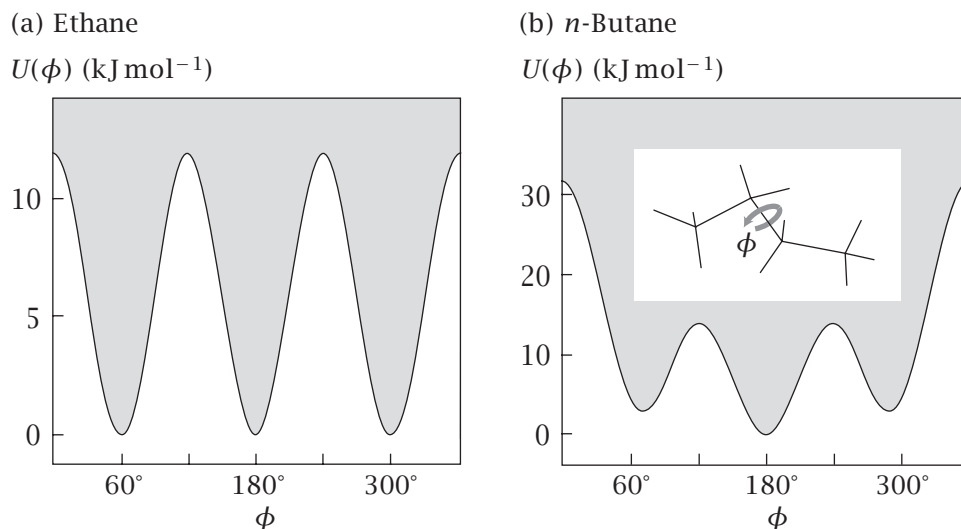 (a) Ethane
U(ϕ) (kJ mol⁻¹)
10
5
0
60° 180° 300°
ϕ
(b) n-Butane
U(ϕ) (kJ mol⁻¹)
30
20
10
0
ϕ
60° 180° 300°
ϕ